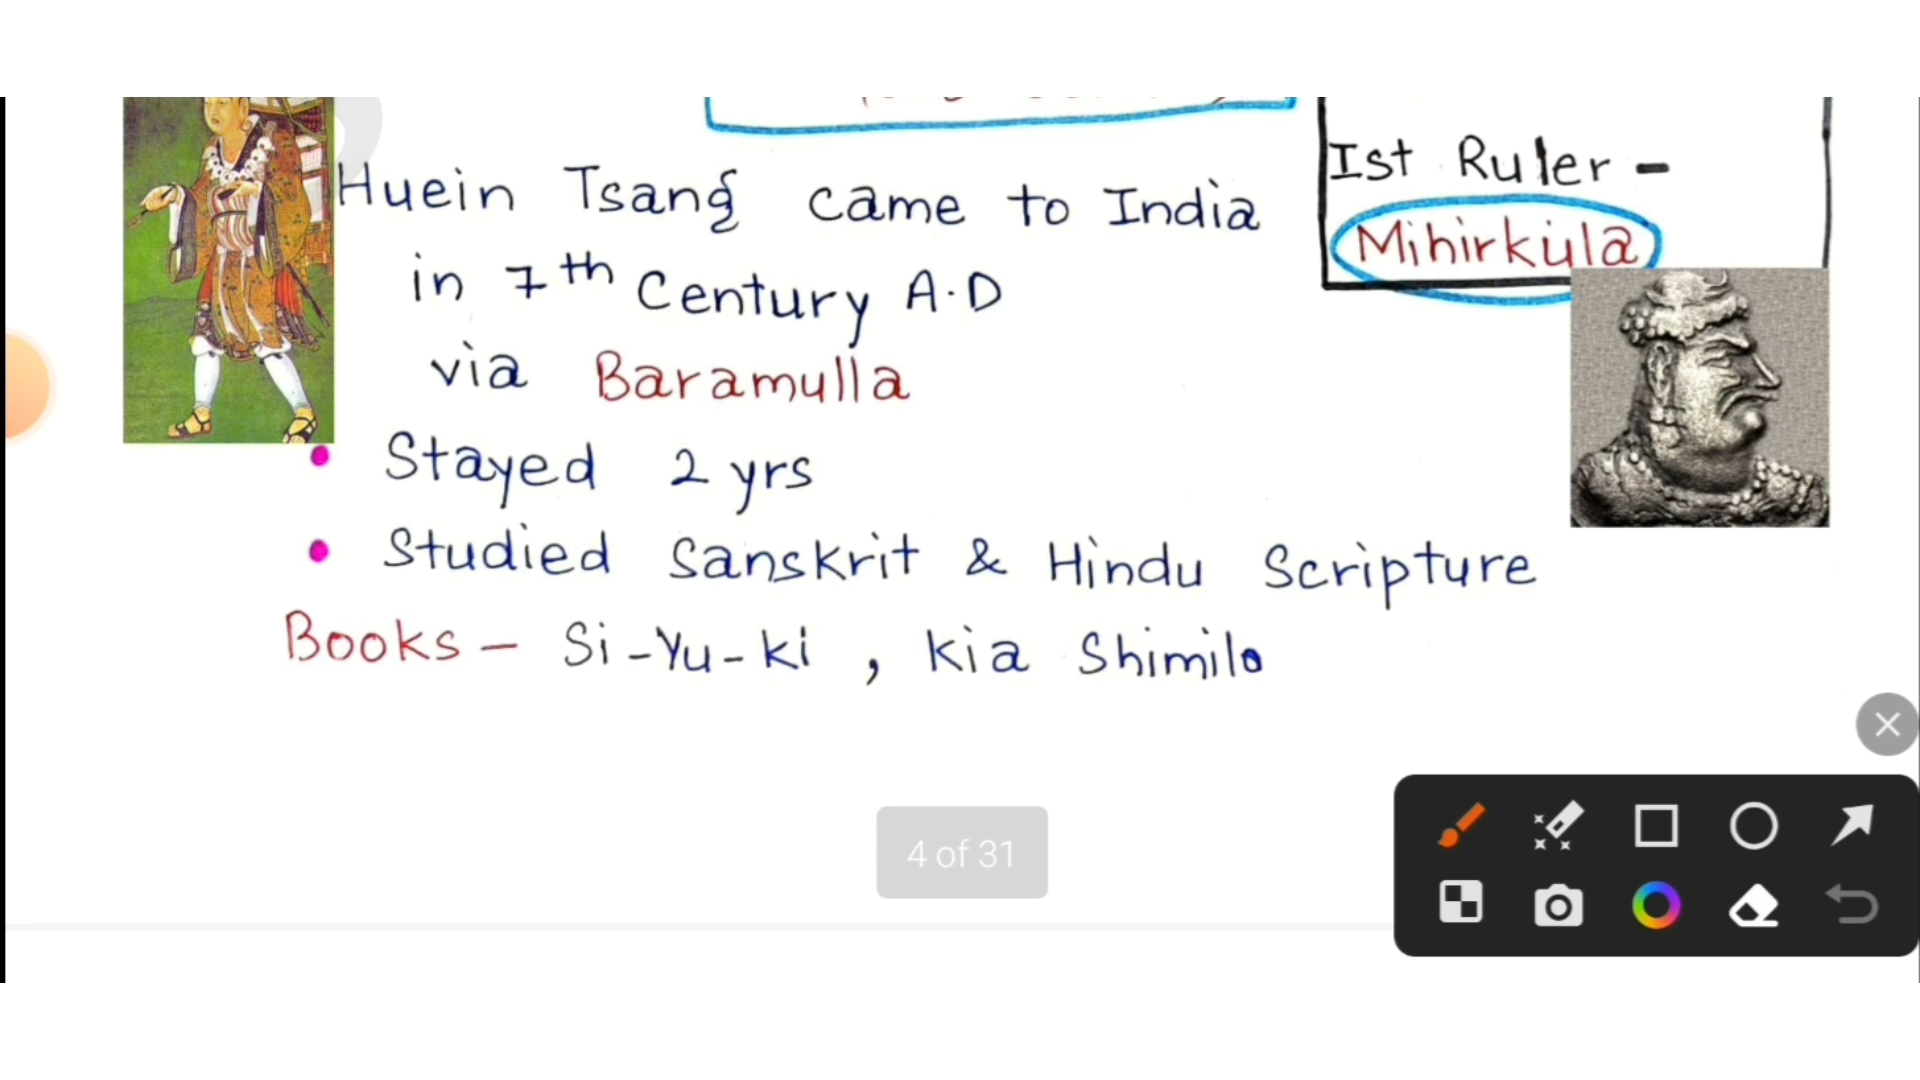 Huein Tsang came to India
in 7th Century A.D
via Baramulla
• Stayed 2 yrs
• Studied Sanskrit & Hindu Scripture
Books - Si-Yu-ki, kia Shimilo
Ist Ruler -
Mihirkula
4 of 31